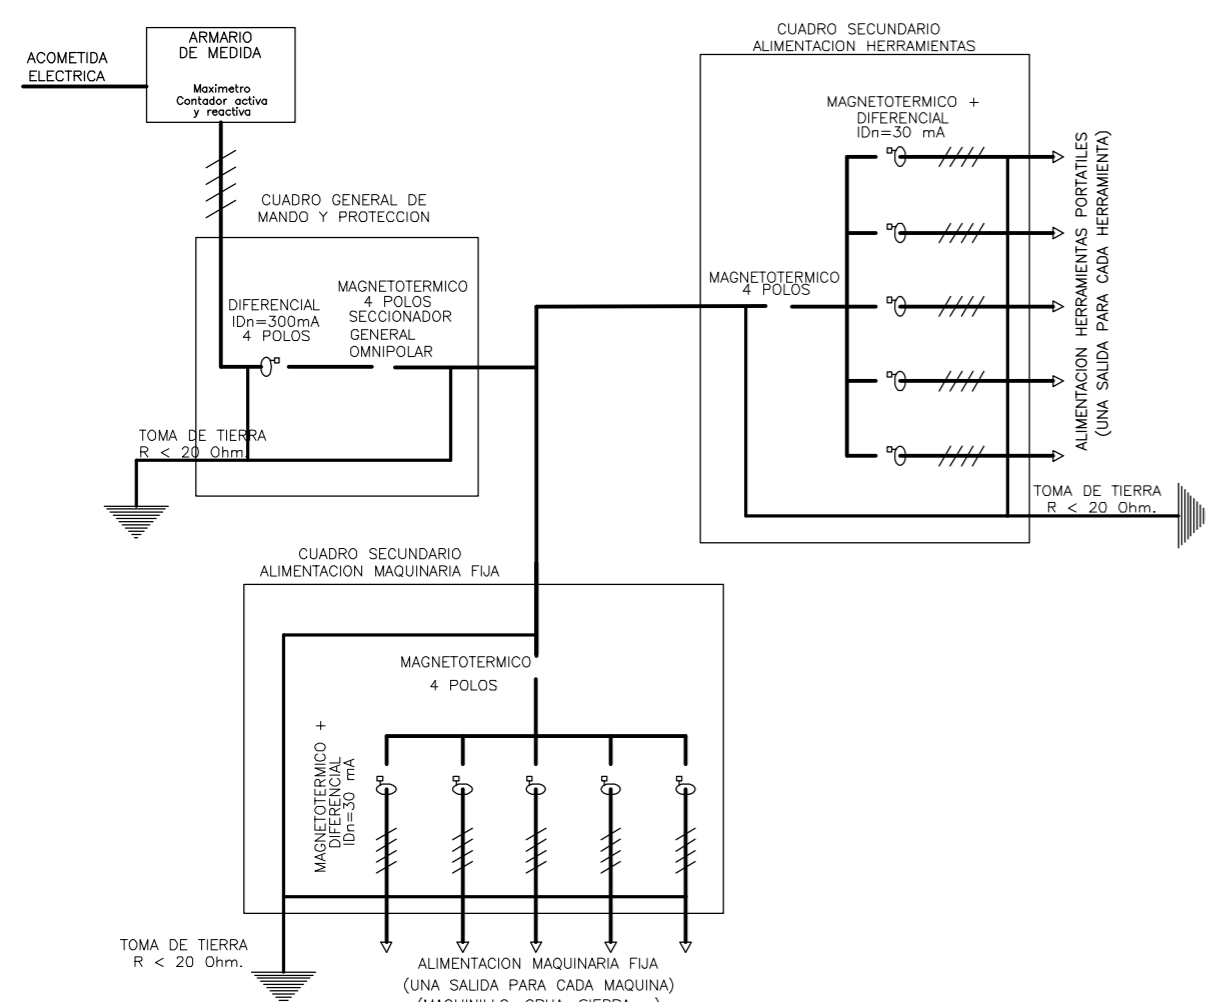 ACOMETIDA
ELECTRICA
ARMARIO
DE MEDIDA
Maximetro
Contador activa
y reactiva
CUADRO GENERAL DE
MANDO Y PROTECCION
DIFERENCIAL
IDn=300mA
4 POLOS
MAGNETOTERMICO
4 POLOS
SECCIONADOR
GENERAL
OMNIPOLAR
TOMA DE TIERRA
R < 20 Ohm.
CUADRO SECUNDARIO
ALIMENTACION HERRAMIENTAS
MAGNETOTERMICO +
DIFERENCIAL
IDn=30 mA
MAGNETOTERMICO
4 POLOS
ALIMENTACION HERRAMIENTAS PORTATILES
(UNA SALIDA PARA CADA HERRAMIENTA)
TOMA DE TIERRA
R < 20 Ohm.
CUADRO SECUNDARIO
ALIMENTACION MAQUINARIA FIJA
MAGNETOTERMICO
4 POLOS
MAGNETOTERMICO +
DIFERENCIAL
IDn=30 mA
TOMA DE TIERRA
R < 20 Ohm.
ALIMENTACION MAQUINARIA FIJA
(UNA SALIDA PARA CADA MAQUINA)
(MAQUINILLO, GRUA, SIERRA...)